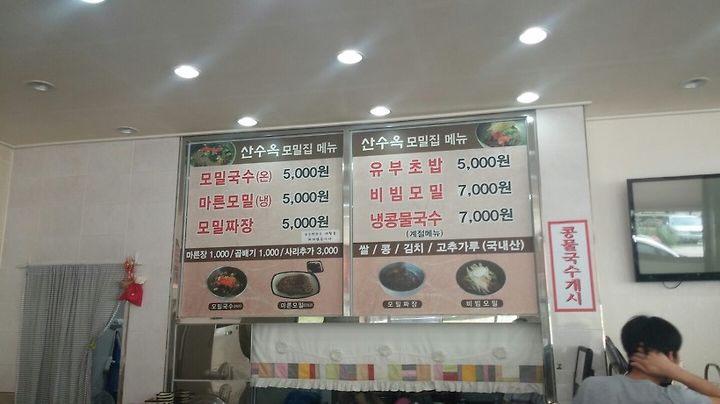 산수옥 모밀집 메뉴
모밀국수(온) 5,000원
마른모밀(냉) 5,000원
모밀짜장 5,000원
마른장 1,000 / 곱배기 1,000 / 사리추가 3,000
모밀국수
마른모밀
산수옥 모밀집 메뉴
유부초밥 5,000원
비빔모밀 7,000원
냉콩물국수 7,000원
(계절메뉴)
쌀 / 콩 / 김치 / 고추가루 (국내산)
모밀짜장
비빔모밀
콩물국수개시